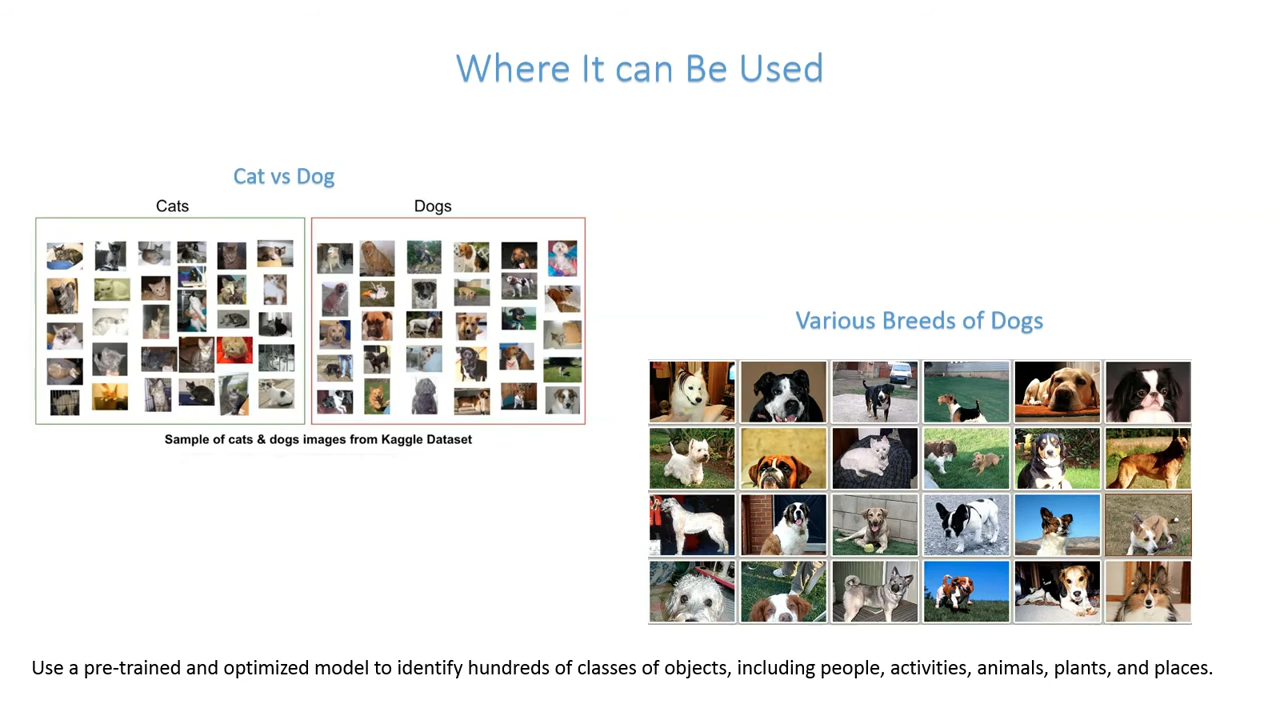 Where It can Be Used
Cat vs Dog
Cats
Dogs
Sample of cats & dogs images from Kaggle Dataset
Various Breeds of Dogs
Use a pre-trained and optimized model to identify hundreds of classes of objects, including people, activities, animals, plants, and places.